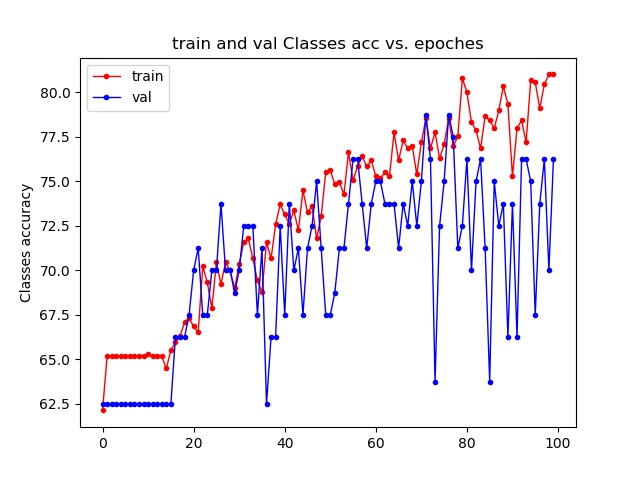 train and val Classes acc vs. epoches
train
val
Classes accuracy
80.0
77.5
75.0
72.5
70.0
67.5
65.0
62.5
0 20 40 60 80 100